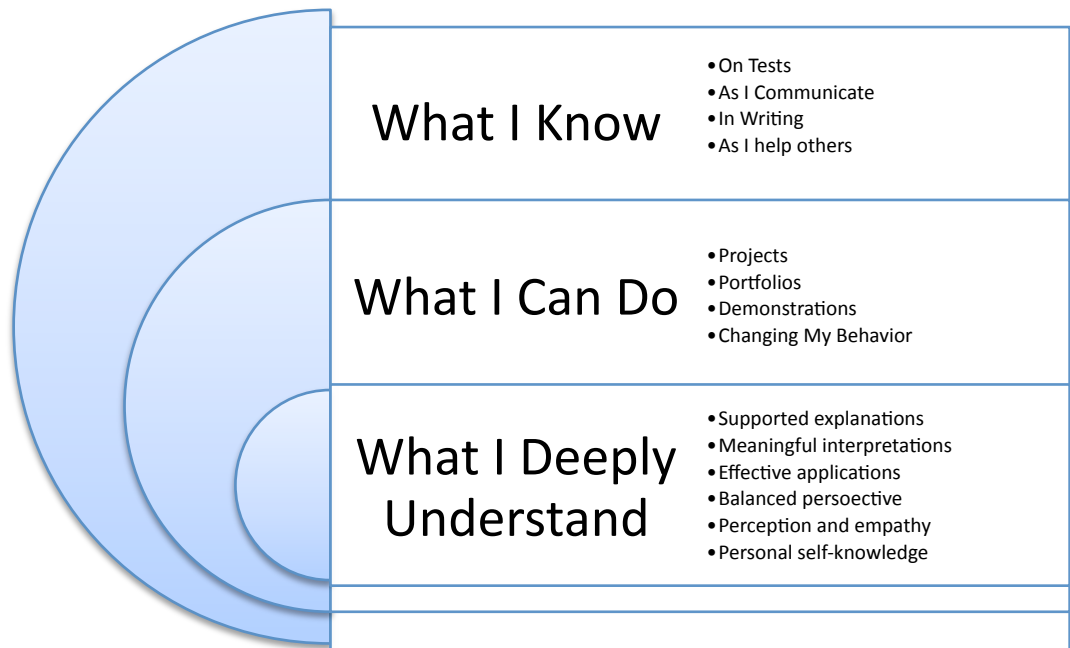 What I Know
•On Tests
•As I Communicate
•In Writing
•As I help others
What I Can Do
•Projects
•Portfolios
•Demonstrations
•Changing My Behavior
What I Deeply
Understand
•Supported explanations
•Meaningful interpretations
•Effective applications
•Balanced persoective
•Perception and empathy
•Personal self-knowledge